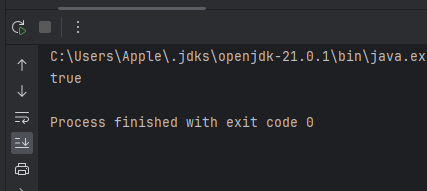 C:\Users\Apple\.jdks\openjdk-21.0.1\bin\java.ex
true
Process finished with exit code 0